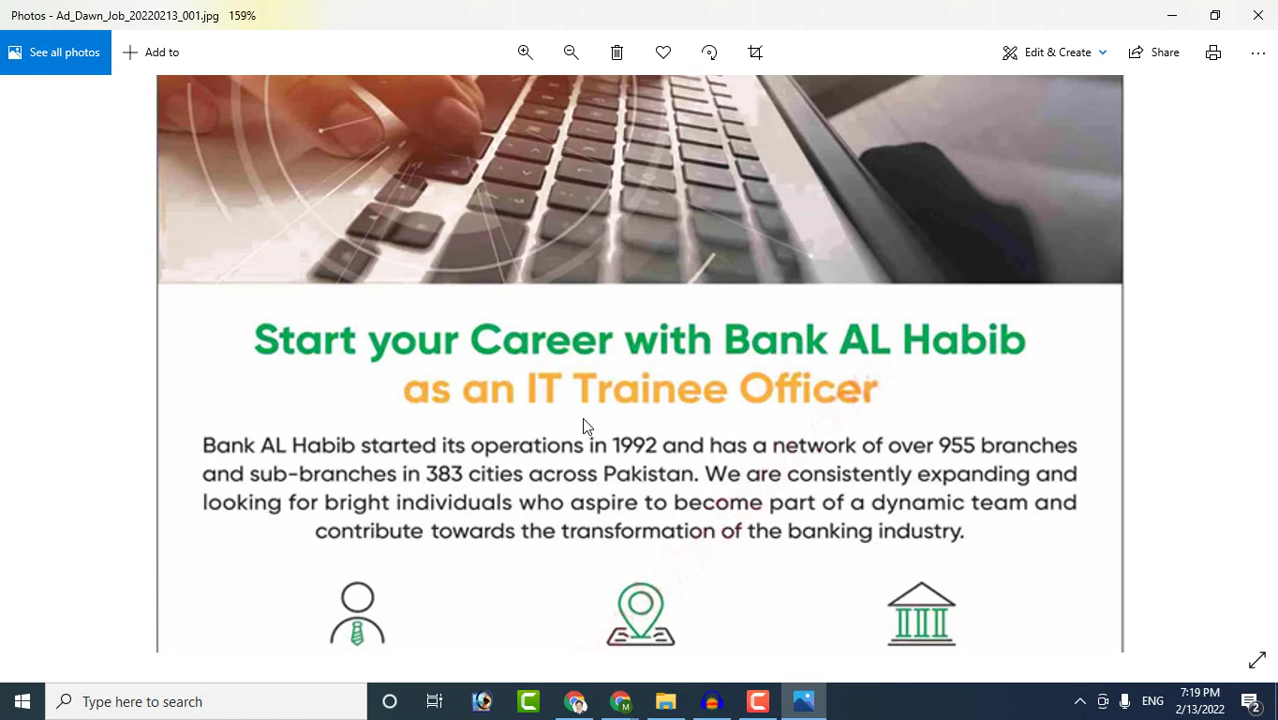 Photos - Ad_Dawn_Job_20220213_001.jpg 159%
See all photos
Add to
Edit & Create
Share
Start your Career with Bank AL Habib
as an IT Trainee Officer
Bank AL Habib started its operations in 1992 and has a network of over 955 branches
and sub-branches in 383 cities across Pakistan. We are consistently expanding and
looking for bright individuals who aspire to become part of a dynamic team and
contribute towards the transformation of the banking industry.
Type here to search
ENG
7:19 PM
2/13/2022
2